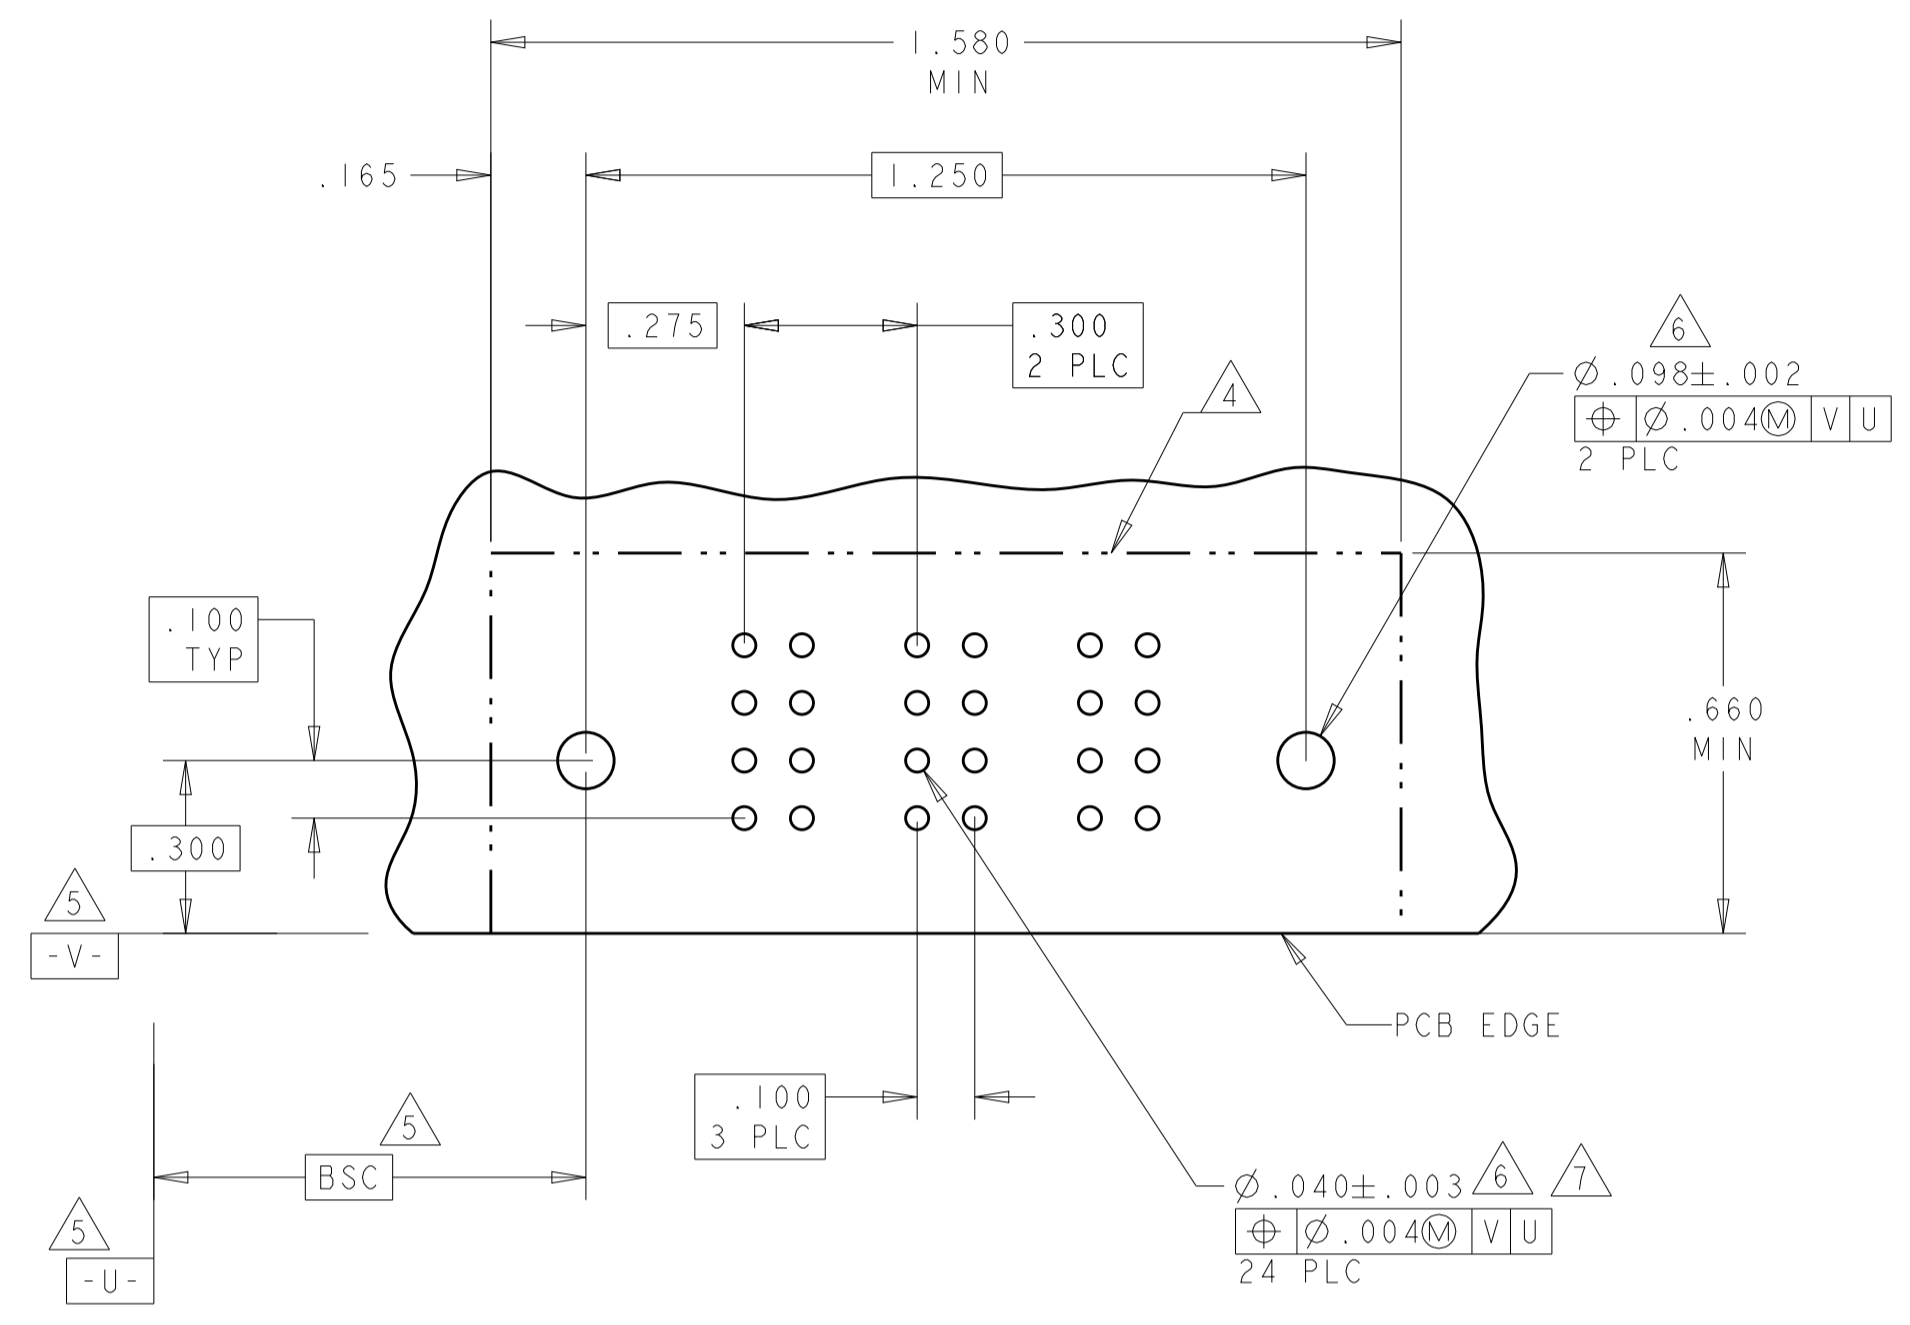 1.580
MIN
.165
1.250
.275
.300
2 PLC
6
4
⌀.098±.002
⌖ ⌀.004Ⓜ V U
2 PLC
.100
TYP
.660
MIN
.300
5
-V-
PCB EDGE
.100
3 PLC
5
BSC
⌀.040±.003 6 7
⌖ ⌀.004Ⓜ V U
24 PLC
5
-U-